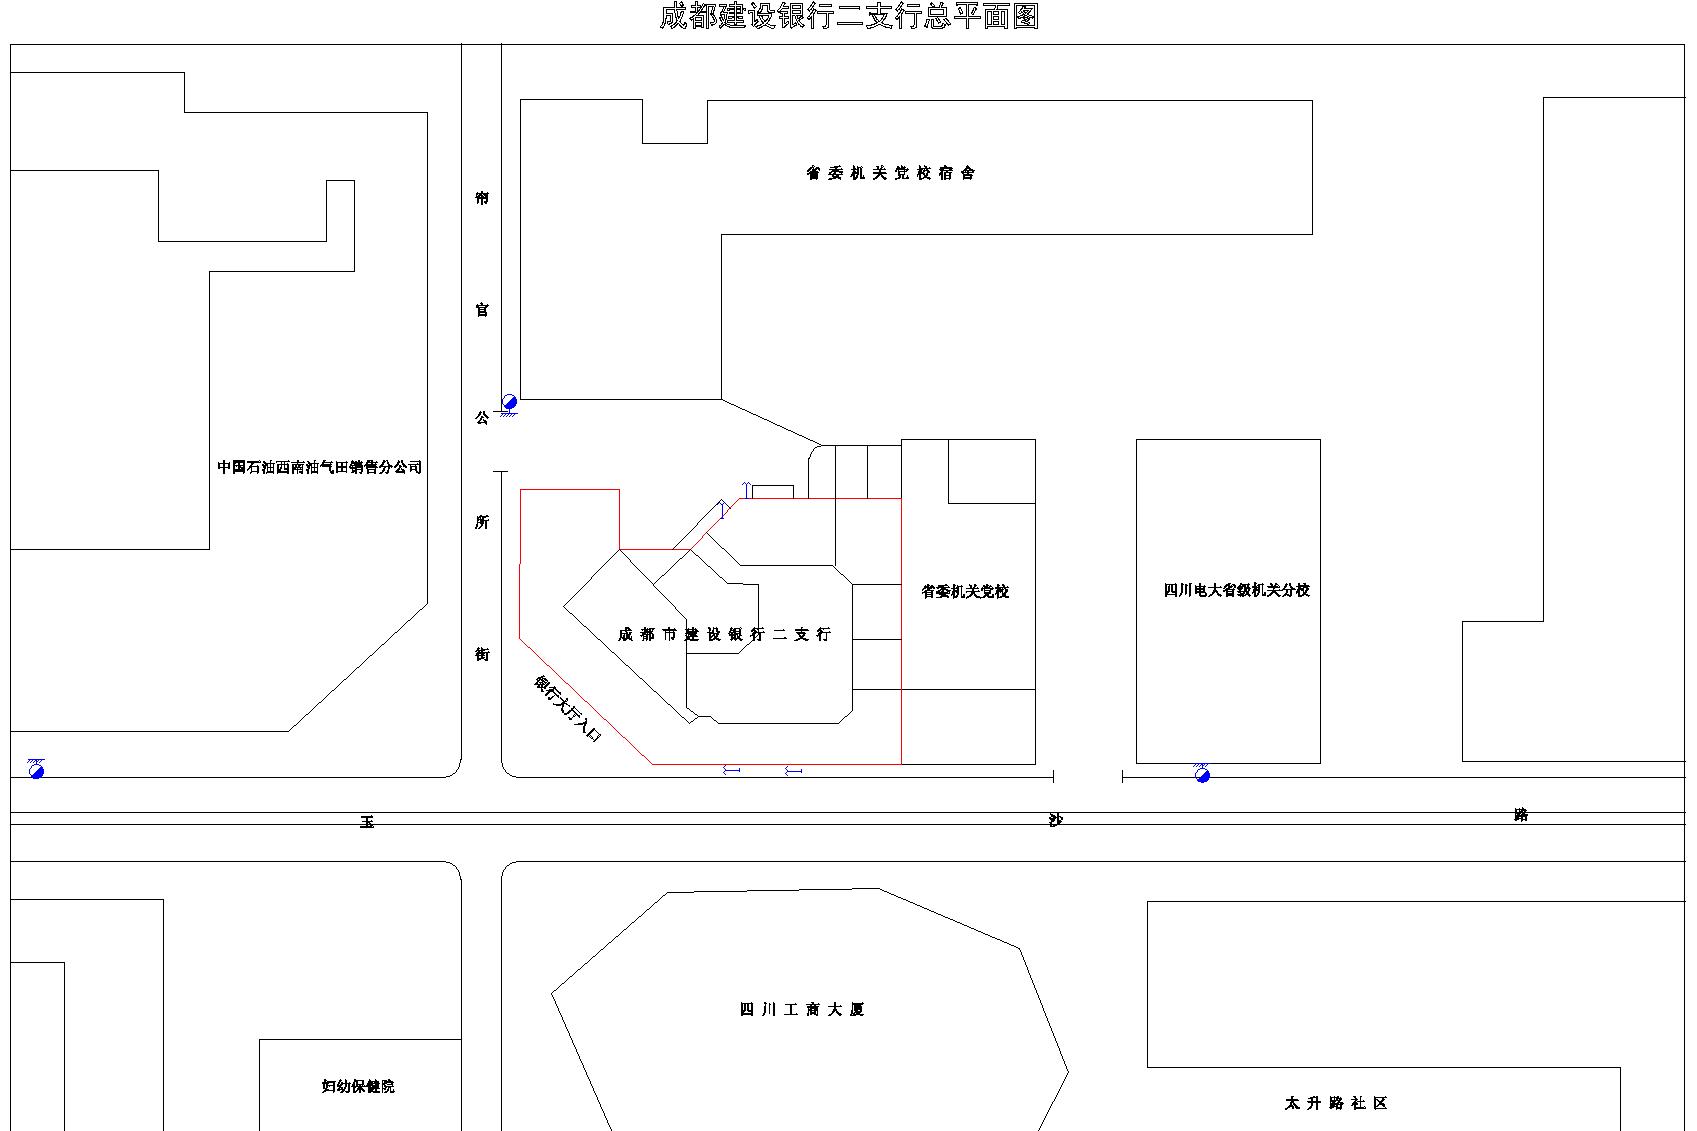 成都建设银行二支行总平面图
省委机关党校宿舍
帘官公所街
中国石油西南油气田销售分公司
省委机关党校
四川电大省级机关分校
成都市建设银行二支行
银行大厅入口
玉沙路
四川工商大厦
妇幼保健院
太升路社区